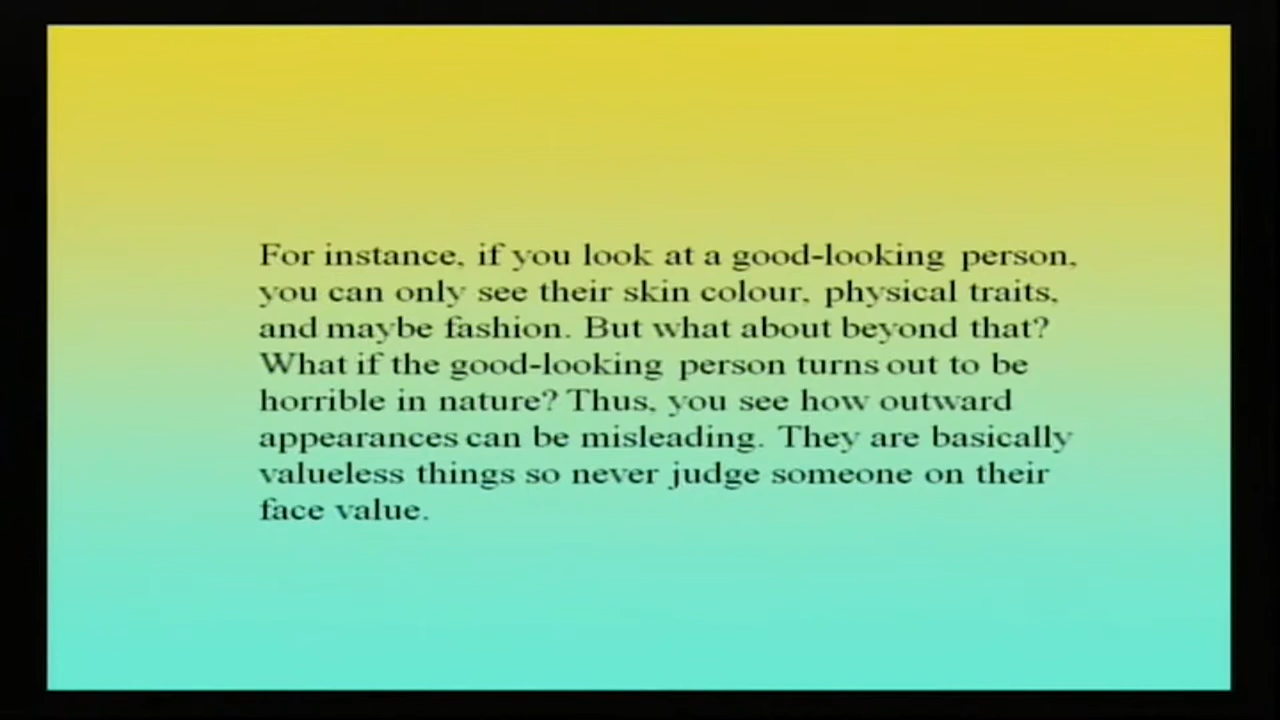 For instance, if you look at a good-looking person,
you can only see their skin colour, physical traits,
and maybe fashion. But what about beyond that?
What if the good-looking person turns out to be
horrible in nature? Thus, you see how outward
appearances can be misleading. They are basically
valueless things so never judge someone on their
face value.